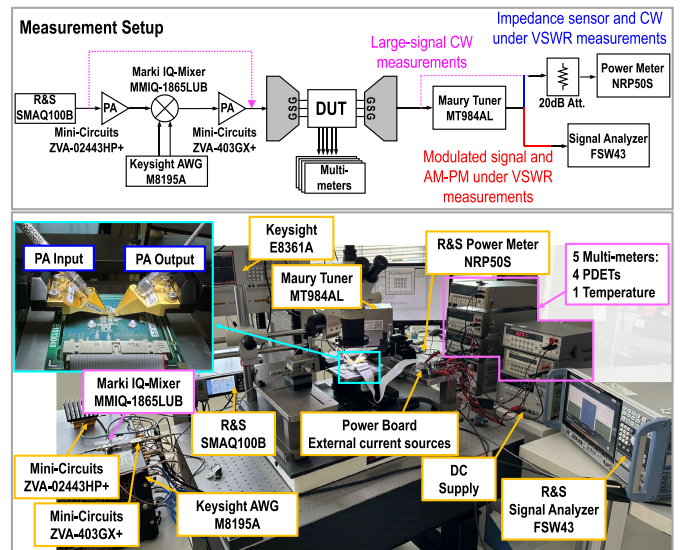 Measurement Setup
Large-signal CW
measurements
Impedance sensor and CW
under VSWR measurements
Marki IQ-Mixer
MMIQ-1865LUB
R&S
SMAQ100B
PA
PA
GSG
DUT
GSG
Maury Tuner
MT984AL
20dB Att.
Power Meter
NRP50S
Mini-Circuits
ZVA-02443HP+
Mini-Circuits
ZVA-403GX+
Keysight AWG
M8195A
Multi-
meters
Modulated signal and
AM-PM under VSWR
measurements
Signal Analyzer
FSW43
PA Input
PA Output
Keysight
E8361A
Maury Tuner
MT984AL
R&S Power Meter
NRP50S
5 Multi-meters:
4 PDETs
1 Temperature
Marki IQ-Mixer
MMIQ-1865LUB
R&S
SMAQ100B
Power Board
External current sources
Mini-Circuits
ZVA-02443HP+
Mini-Circuits
ZVA-403GX+
Keysight AWG
M8195A
DC
Supply
R&S
Signal Analyzer
FSW43